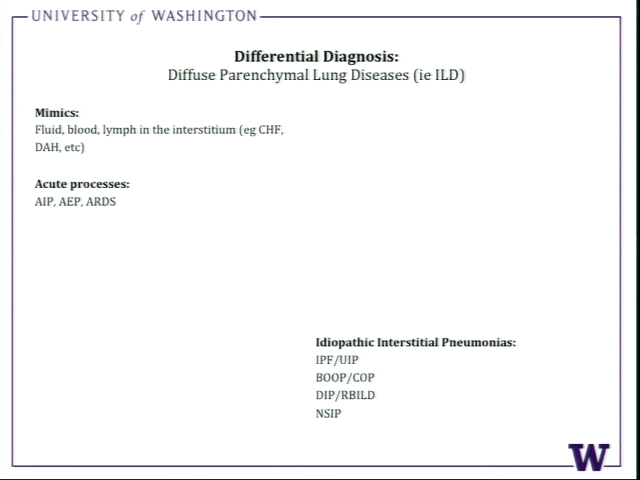 UNIVERSITY of WASHINGTON
Differential Diagnosis:
Diffuse Parenchymal Lung Diseases (ie ILD)
Mimics:
Fluid, blood, lymph in the interstitium (eg CHF,
DAH, etc)
Acute processes:
AIP, AEP, ARDS
Idiopathic Interstitial Pneumonias:
IPF/UIP
BOOP/COP
DIP/RBILD
NSIP
W